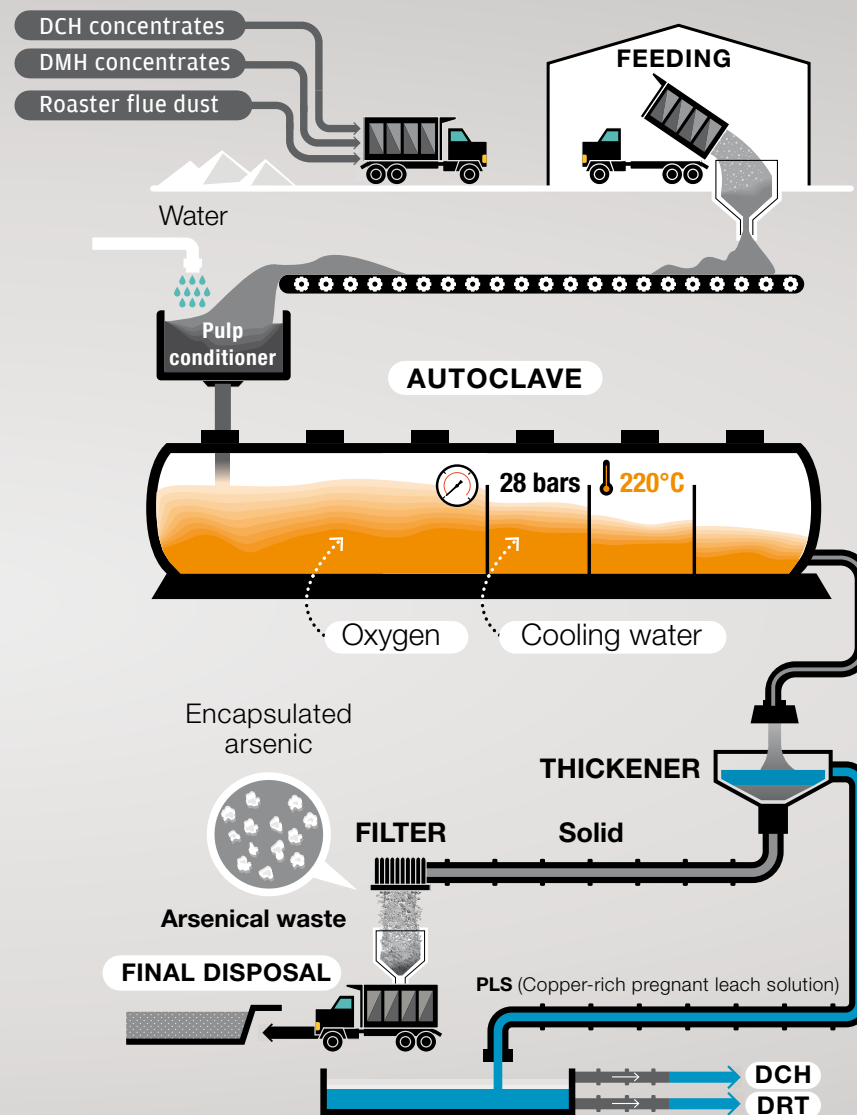 DCH concentrates
DMH concentrates
Roaster flue dust
FEEDING
Water
Pulp
conditioner
AUTOCLAVE
28 bars
220°C
Oxygen
Cooling water
Encapsulated
arsenic
THICKENER
FILTER
Solid
Arsenical waste
FINAL DISPOSAL
PLS (Copper-rich pregnant leach solution)
DCH
DRT